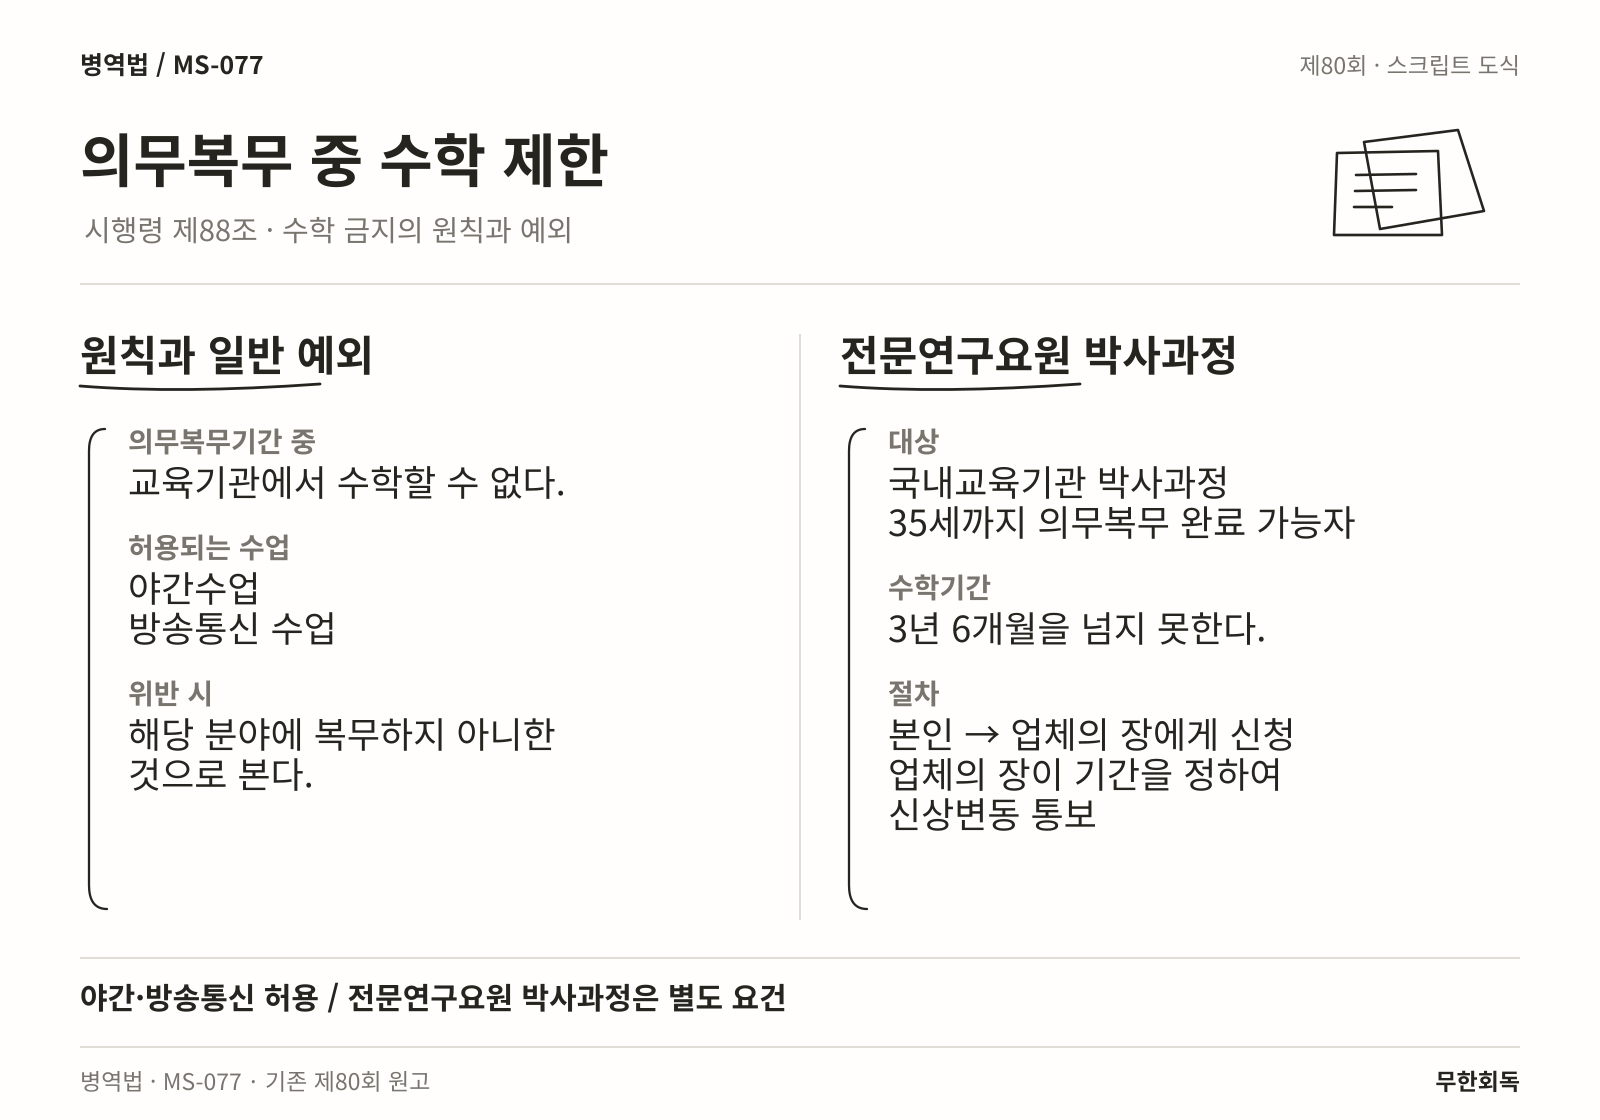 병역법 / MS-077
제80회 · 스크립트 도식
의무복무 중 수학 제한
시행령 제88조 · 수학 금지의 원칙과 예외
원칙과 일반 예외
의무복무기간 중
교육기관에서 수학할 수 없다.
허용되는 수업
야간수업
방송통신 수업
위반 시
해당 분야에 복무하지 아니한
것으로 본다.
전문연구요원 박사과정
대상
국내교육기관 박사과정
35세까지 의무복무 완료 가능자
수학기간
3년 6개월을 넘지 못한다.
절차
본인 → 업체의 장에게 신청
업체의 장이 기간을 정하여
신상변동 통보
야간·방송통신 허용 / 전문연구요원 박사과정은 별도 요건
병역법 · MS-077 · 기존 제80회 원고
무한회독